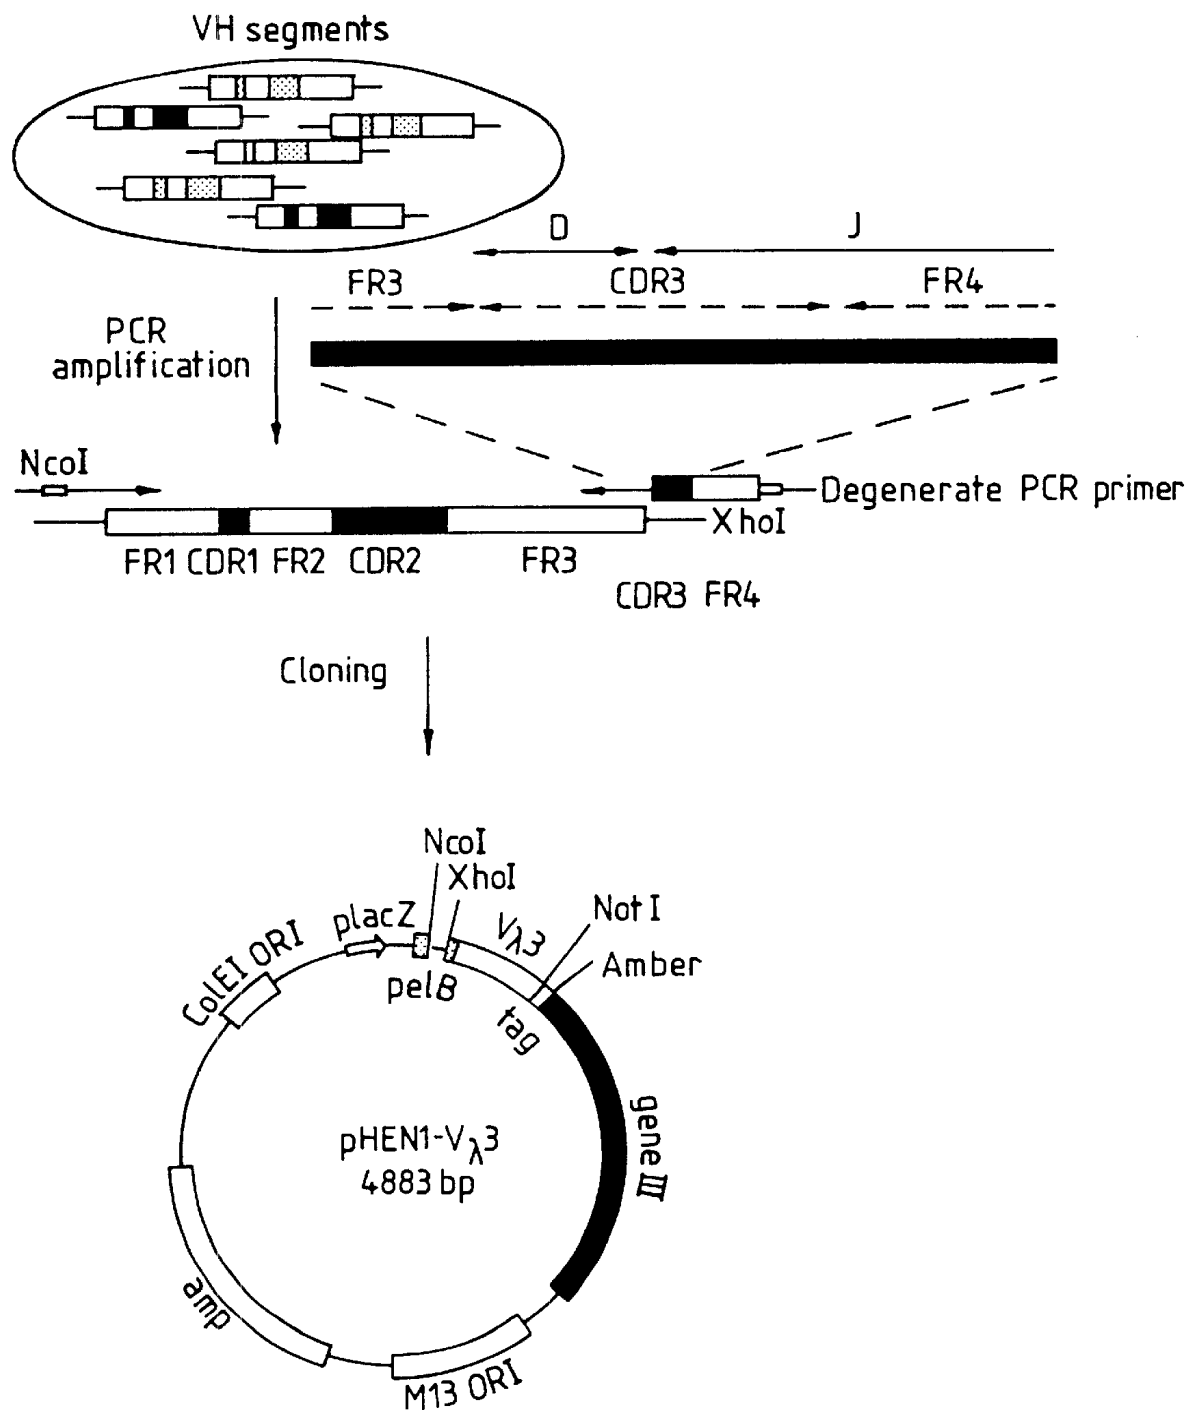 VH segments
D
J
FR3
CDR3
FR4
PCR
amplification
NcoI
Degenerate PCR primer
XhoI
FR1 CDR1 FR2 CDR2 FR3
CDR3 FR4
Cloning
NcoI
XhoI
Not I
Amber
Vλ3
placZ
pelB
tag
ColEI ORI
gene III
pHEN1-Vλ3
4883 bp
amp
M13 ORI